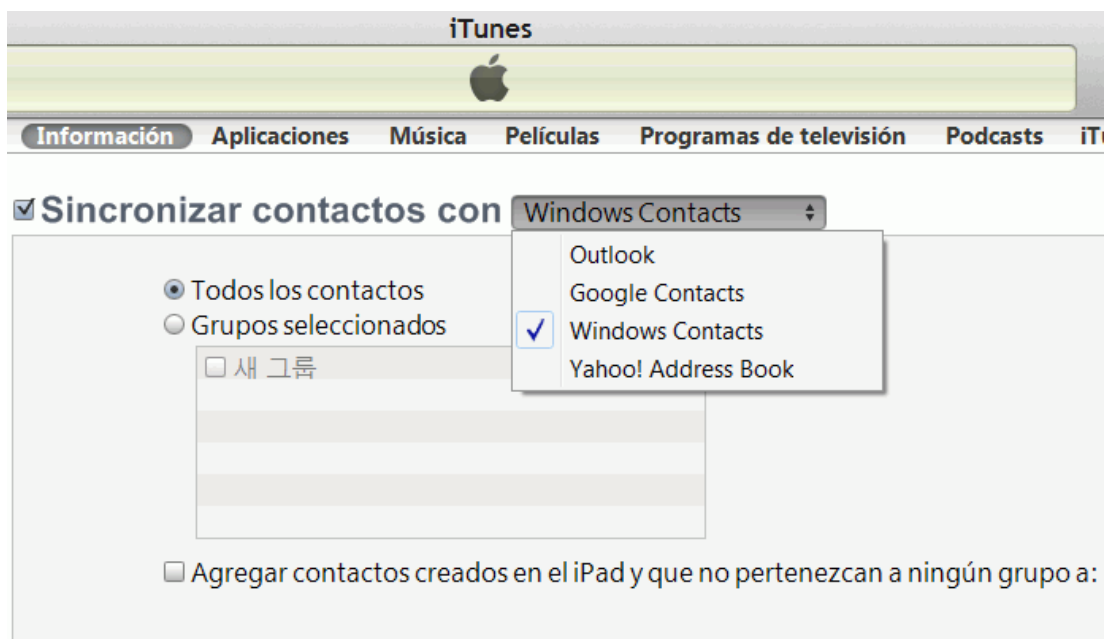 iTunes
Información Aplicaciones Música Películas Programas de televisión Podcasts
Sincronizar contactos con Windows Contacts
Outlook
Google Contacts
Windows Contacts
Yahoo! Address Book
Todos los contactos
Grupos seleccionados
새 그룹
Agregar contactos creados en el iPad y que no pertenezcan a ningún grupo a: